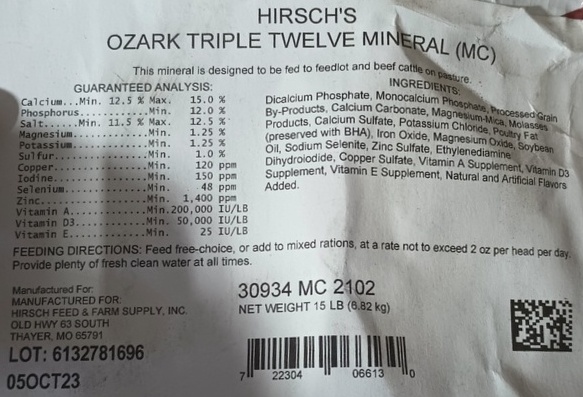 HIRSCH'S
OZARK TRIPLE TWELVE MINERAL (MC)
This mineral is designed to be fed to feedlot and beef cattle on pasture.
GUARANTEED ANALYSIS:
Calcium...Min. 12.5 % Max. 15.0 %
Phosphorus................Min. 12.0 %
Salt.....Min. 11.5 % Max. 12.5 %
Magnesium.................Min. 1.25 %
Potassium.................Min. 1.25 %
Sulfur....................Min. 1.0 %
Copper....................Min. 120 ppm
Iodine....................Min. 150 ppm
Selenium..................Min. 48 ppm
Zinc......................Min. 1,400 ppm
Vitamin A.................Min.200,000 IU/LB
Vitamin D3................Min. 50,000 IU/LB
Vitamin E.................Min. 25 IU/LB
INGREDIENTS:
Dicalcium Phosphate, Monocalcium Phosphate, Processed Grain
By-Products, Calcium Carbonate, Magnesium-Mica, Molasses
Products, Calcium Sulfate, Potassium Chloride, Poultry Fat
(preserved with BHA), Iron Oxide, Magnesium Oxide, Soybean
Oil, Sodium Selenite, Zinc Sulfate, Ethylenediamine
Dihydroiodide, Copper Sulfate, Vitamin A Supplement, Vitamin D3
Supplement, Vitamin E Supplement, Natural and Artificial Flavors
Added.
FEEDING DIRECTIONS: Feed free-choice, or add to mixed rations, at a rate not to exceed 2 oz per head per day.
Provide plenty of fresh clean water at all times.
Manufactured For:
MANUFACTURED FOR:
HIRSCH FEED & FARM SUPPLY, INC.
OLD HWY 63 SOUTH
THAYER, MO 65791
LOT: 6132781696
05OCT23
30934 MC 2102
NET WEIGHT 15 LB (6.82 kg)
7 22304 06613 0